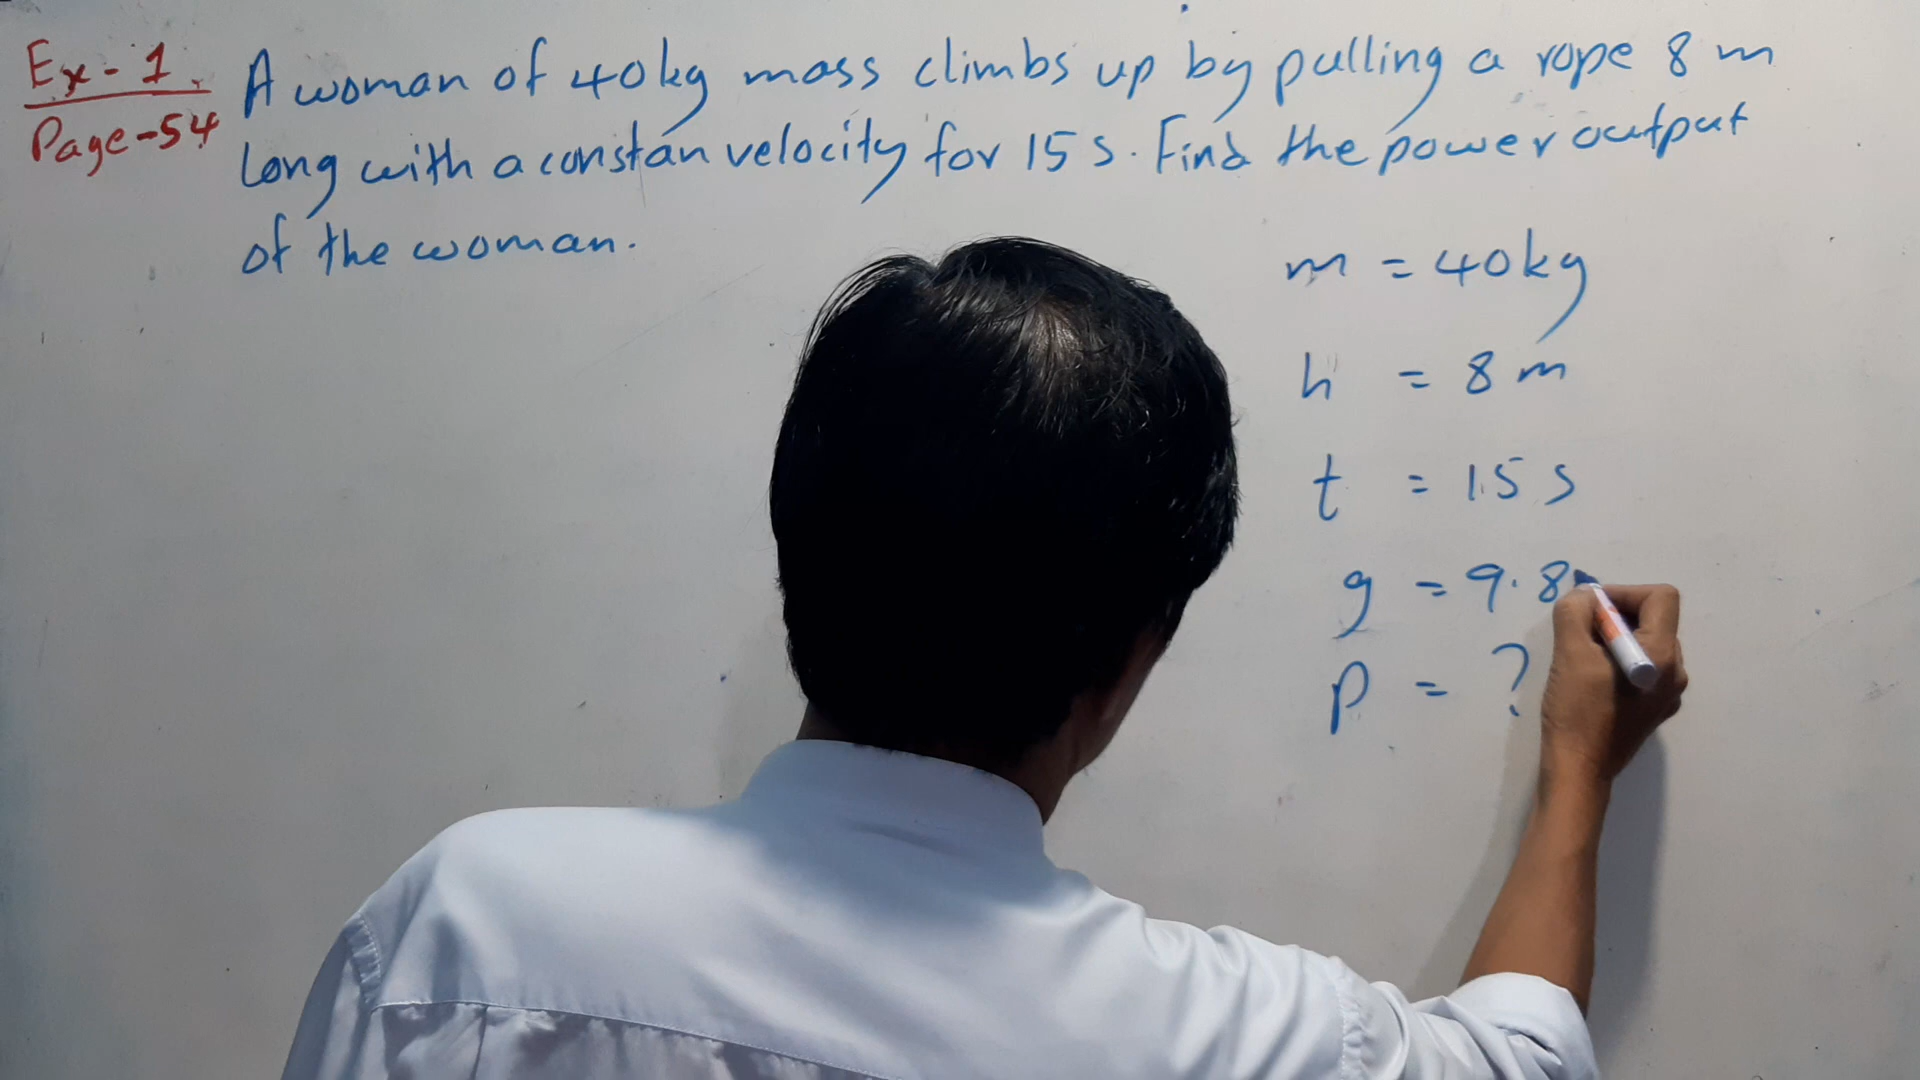 Ex-1.
Page-54
A woman of 40kg mass climbs up by pulling a rope 8 m
long with a constan velocity for 15 s. Find the power output
of the woman.
m = 40kg
h = 8 m
t = 15 s
g = 9.8
p = ?